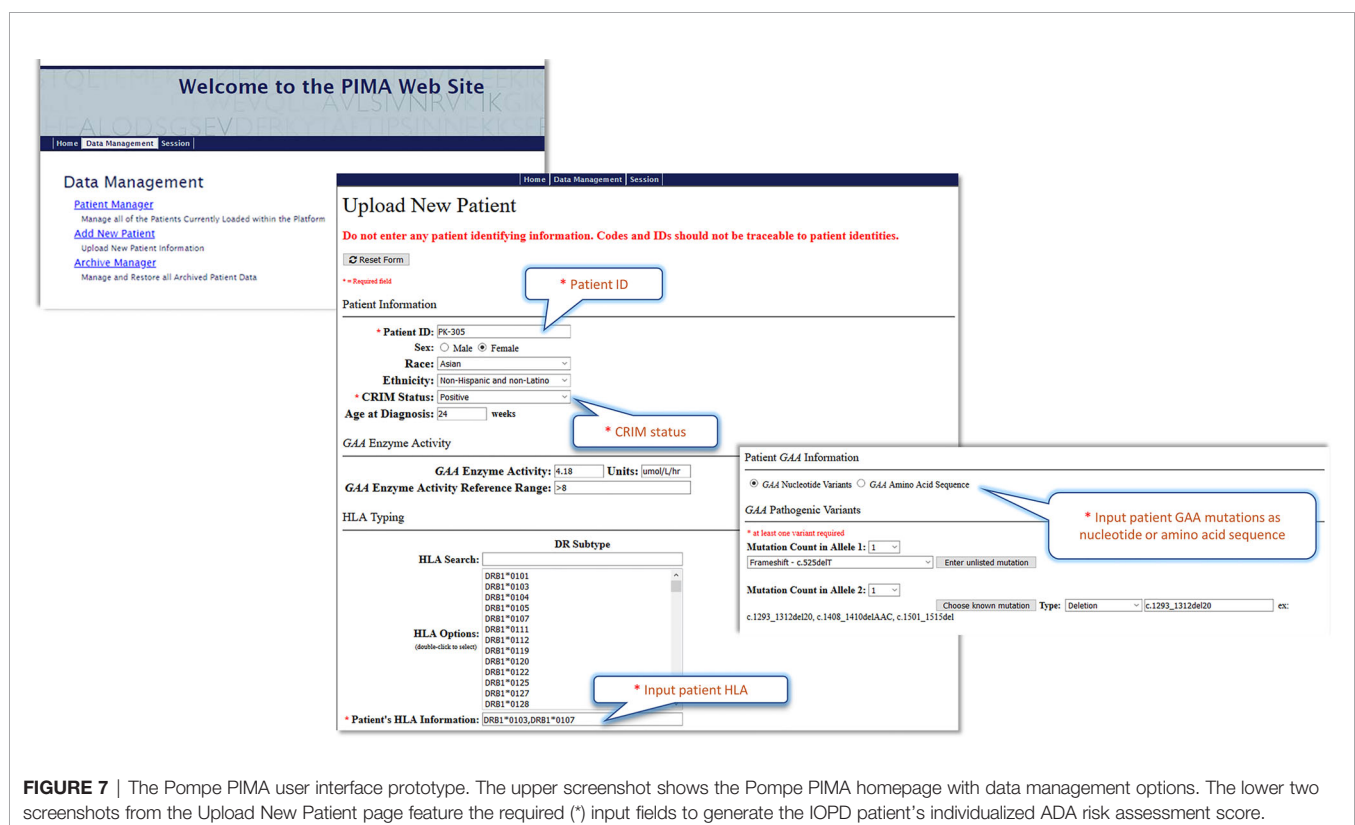 Welcome to the PIMA Web Site
Home | Data Management | Session
Data Management
Patient Manager
Manage all of the Patients Currently Loaded within the Platform
Add New Patient
Upload New Patient Information
Archive Manager
Manage and Restore all Archived Patient Data
Home | Data Management | Session
Upload New Patient
Do not enter any patient identifying information. Codes and IDs should not be traceable to patient identities.
Reset Form
* = Required field
* Patient ID
Patient Information
* Patient ID: PK-305
Sex: Male Female
Race: Asian
Ethnicity: Non-Hispanic and non-Latino
* CRIM Status: Positive
Age at Diagnosis: 24 weeks
* CRIM status
GAA Enzyme Activity
GAA Enzyme Activity: 4.18 Units: umol/L/hr
GAA Enzyme Activity Reference Range: >8
HLA Typing
DR Subtype
HLA Search:
DRB1*0101
DRB1*0103
DRB1*0104
DRB1*0105
DRB1*0107
DRB1*0111
DRB1*0112
DRB1*0119
DRB1*0120
DRB1*0122
DRB1*0125
DRB1*0127
DRB1*0128
HLA Options:
(double-click to select)
* Input patient HLA
* Patient's HLA Information: DRB1*0103,DRB1*0107
Patient GAA Information
GAA Nucleotide Variants GAA Amino Acid Sequence
GAA Pathogenic Variants
* Input patient GAA mutations as
nucleotide or amino acid sequence
* at least one variant required
Mutation Count in Allele 1: 1
Frameshift - c.525delT Enter unlisted mutation
Mutation Count in Allele 2: 1
Choose known mutation Type: Deletion c.1293_1312del20 ex:
c.1293_1312del20, c.1408_1410delAAC, c.1501_1515del
FIGURE 7 | The Pompe PIMA user interface prototype. The upper screenshot shows the Pompe PIMA homepage with data management options. The lower two
screenshots from the Upload New Patient page feature the required (*) input fields to generate the IOPD patient's individualized ADA risk assessment score.